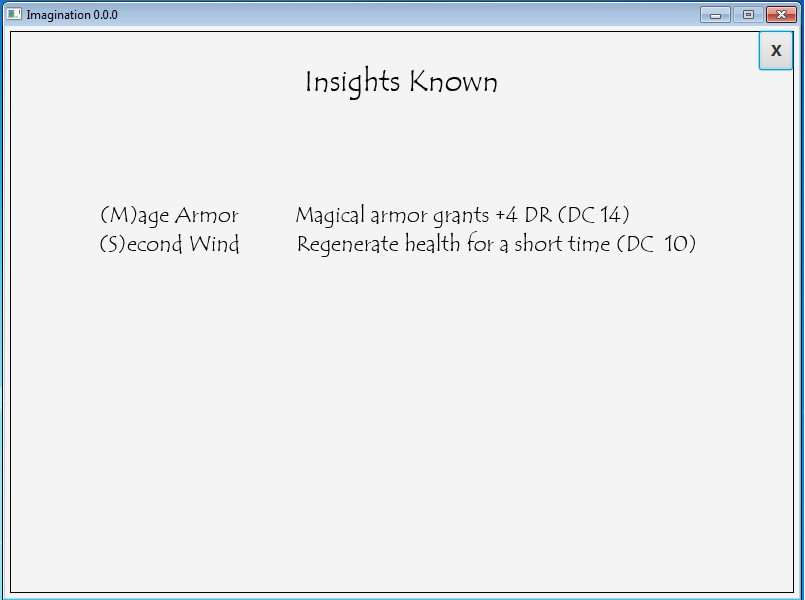 Imagination 0.0.0
X
Insights Known
(M)age Armor Magical armor grants +4 DR (DC 14)
(S)econd Wind Regenerate health for a short time (DC 10)